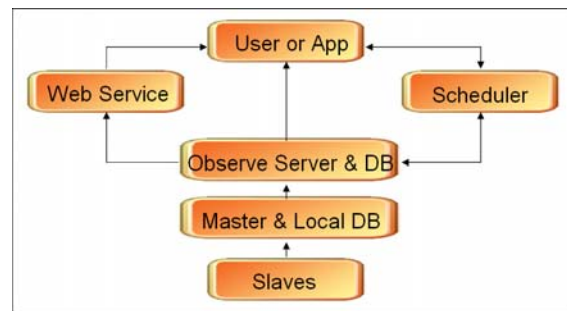 User or App
Web Service
Scheduler
Observe Server & DB
Master & Local DB
Slaves